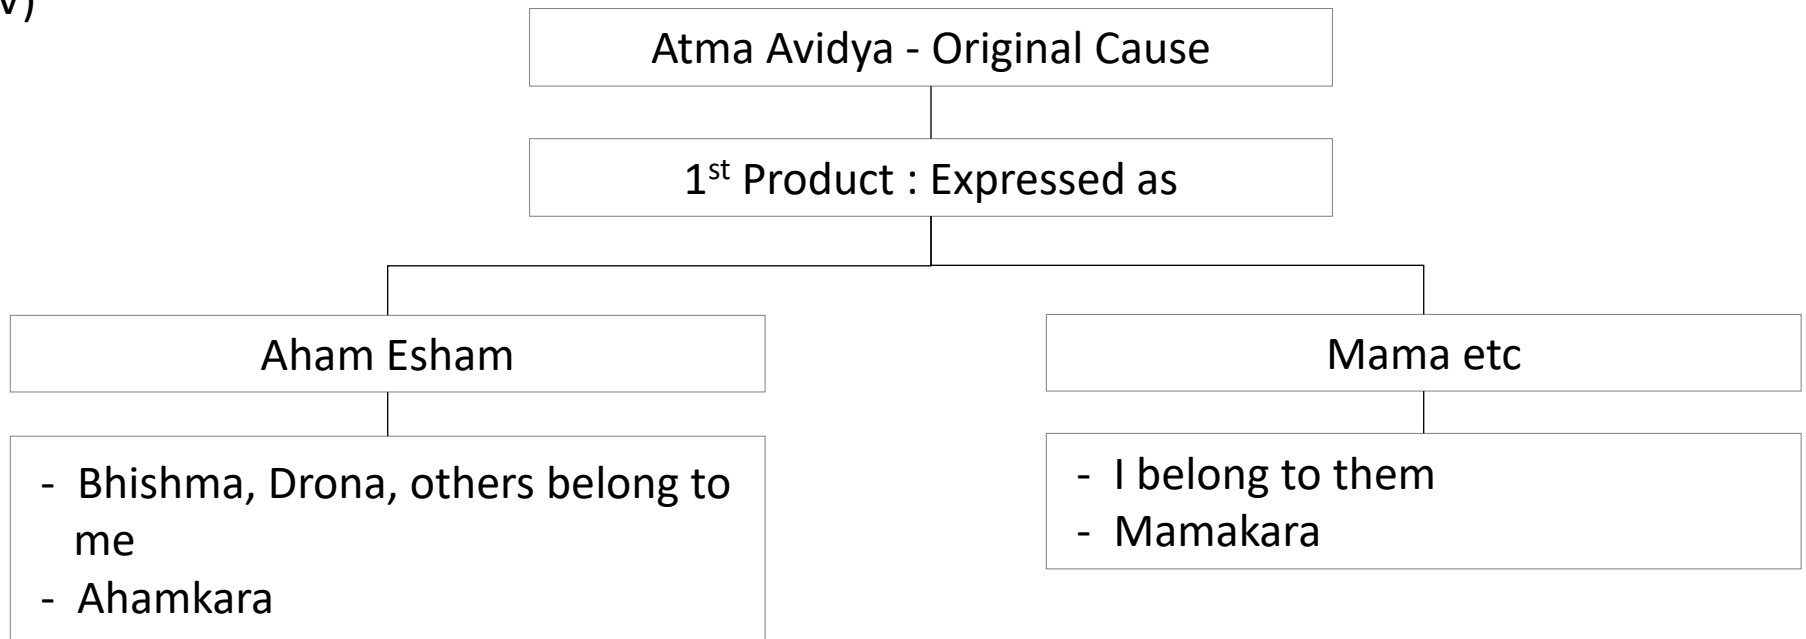 v)
Atma Avidya - Original Cause
1st Product : Expressed as
Aham Esham
Mama etc
- Bhishma, Drona, others belong to
me
- Ahamkara
- I belong to them
- Mamakara